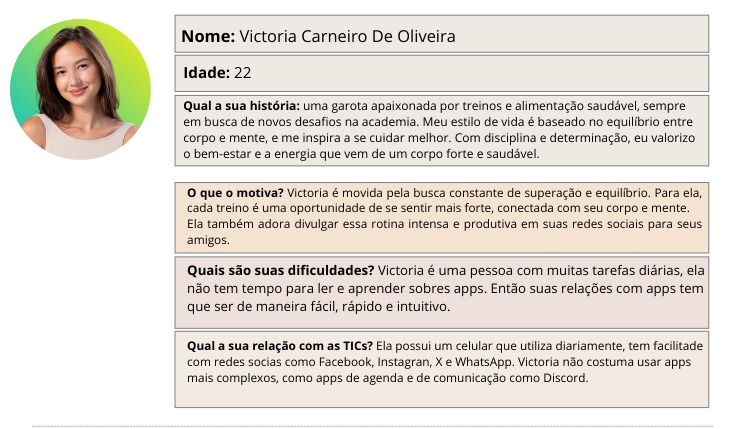 Nome: Victoria Carneiro De Oliveira
Idade: 22
Qual a sua história: uma garota apaixonada por treinos e alimentação saudável, sempre
em busca de novos desafios na academia. Meu estilo de vida é baseado no equilíbrio entre
corpo e mente, e me inspira a se cuidar melhor. Com disciplina e determinação, eu valorizo
o bem-estar e a energia que vem de um corpo forte e saudável.
O que o motiva? Victoria é movida pela busca constante de superação e equilíbrio. Para ela,
cada treino é uma oportunidade de se sentir mais forte, conectada com seu corpo e mente.
Ela também adora divulgar essa rotina intensa e produtiva em suas redes sociais para seus
amigos.
Quais são suas dificuldades? Victoria é uma pessoa com muitas tarefas diárias, ela
não tem tempo para ler e aprender sobres apps. Então suas relações com apps tem
que ser de maneira fácil, rápido e intuitivo.
Qual a sua relação com as TICs? Ela possui um celular que utiliza diariamente, tem facilitade
com redes socias como Facebook, Instagran, X e WhatsApp. Victoria não costuma usar apps
mais complexos, como apps de agenda e de comunicação como Discord.